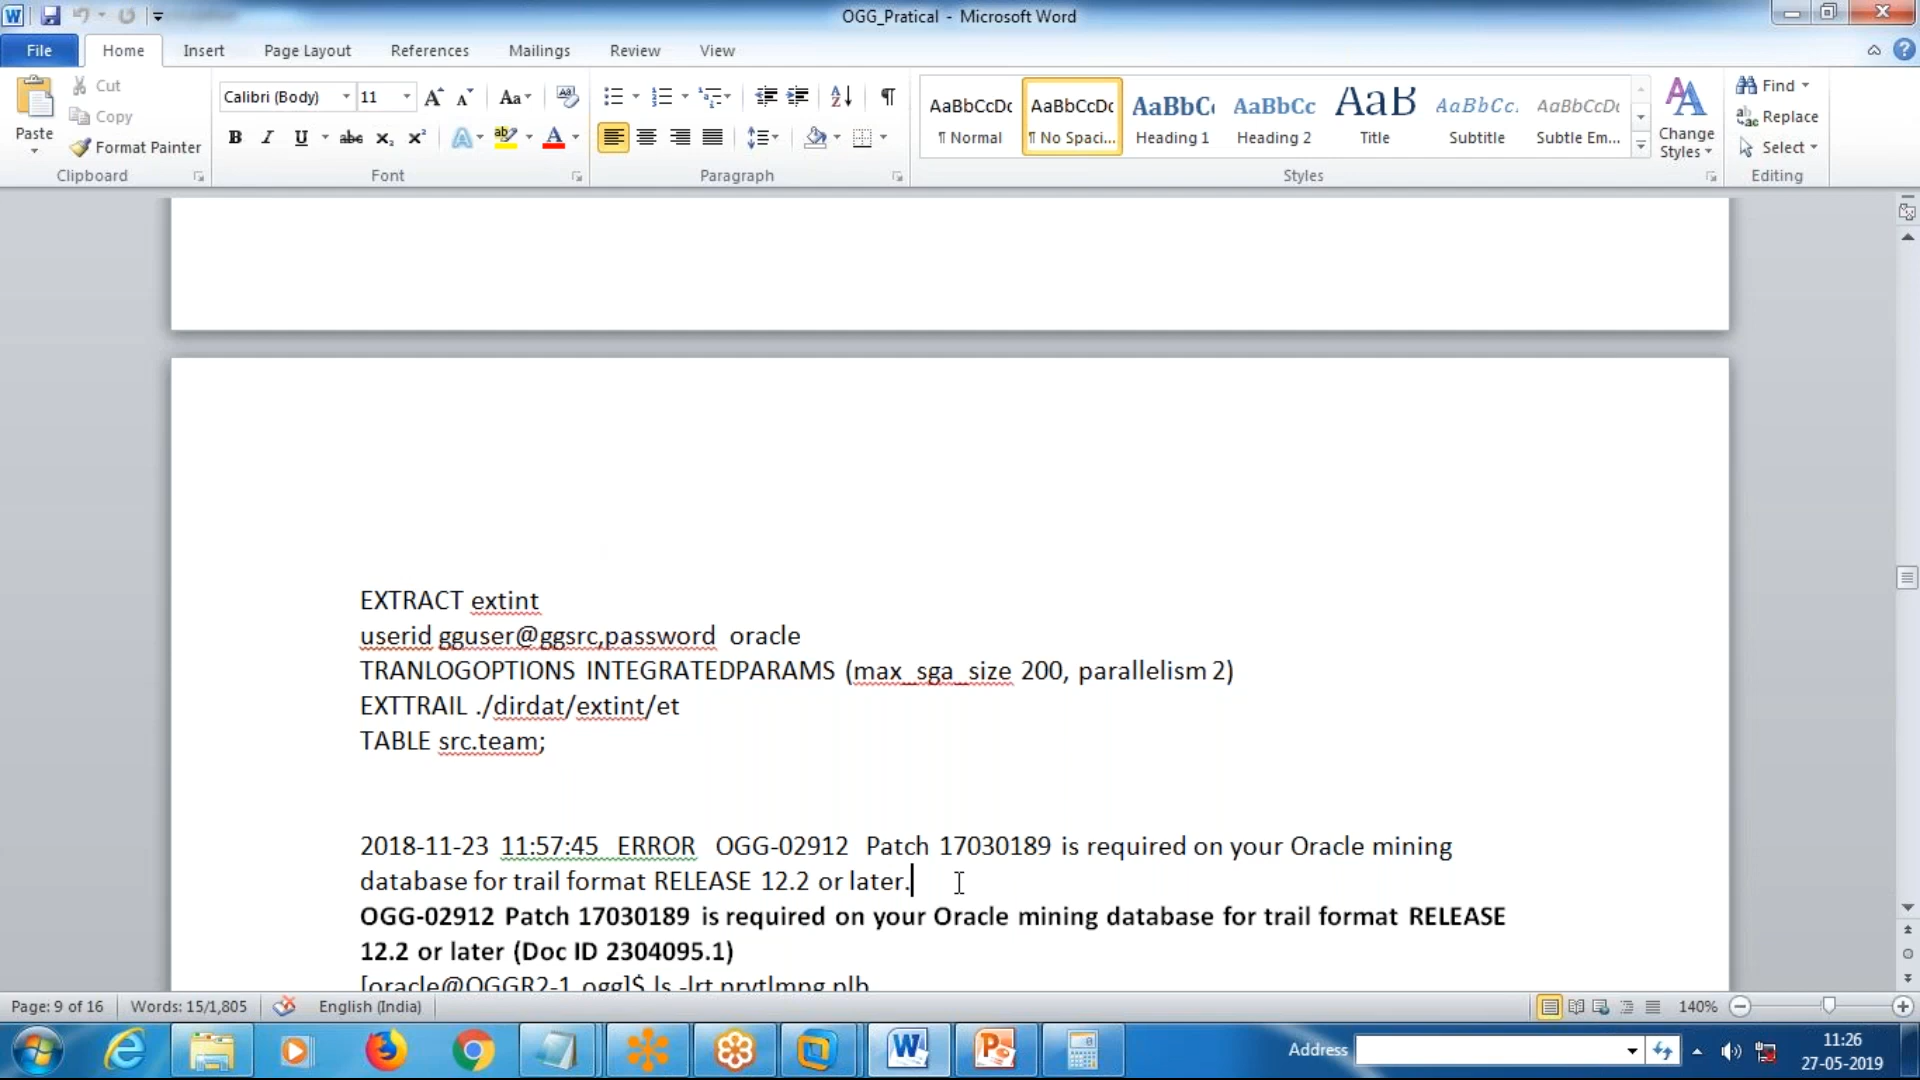 OGG_Pratical - Microsoft Word
File Home Insert Page Layout References Mailings Review View
Cut
Copy
Format Painter
Paste
Clipboard
Calibri (Body) 11
Font
Paragraph
AaBbCcDc AaBbCcDc AaBbC AaBbCc AaB AaBbCc. AaBbCcDc
¶ Normal ¶ No Spaci... Heading 1 Heading 2 Title Subtitle Subtle Em...
Change
Styles
Styles
Find
Replace
Select
Editing
EXTRACT extint
userid gguser@ggsrc,password oracle
TRANLOGOPTIONS INTEGRATEDPARAMS (max_sga_size 200, parallelism 2)
EXTTRAIL ./dirdat/extint/et
TABLE src.team;
2018-11-23 11:57:45 ERROR OGG-02912 Patch 17030189 is required on your Oracle mining
database for trail format RELEASE 12.2 or later.
OGG-02912 Patch 17030189 is required on your Oracle mining database for trail format RELEASE
12.2 or later (Doc ID 2304095.1)
[oracle@OGGR2-1 ogg]$ ls -lrt prvtlmpg.plb
Page: 9 of 16 Words: 15/1,805 English (India) 140%
Address
11:26
27-05-2019